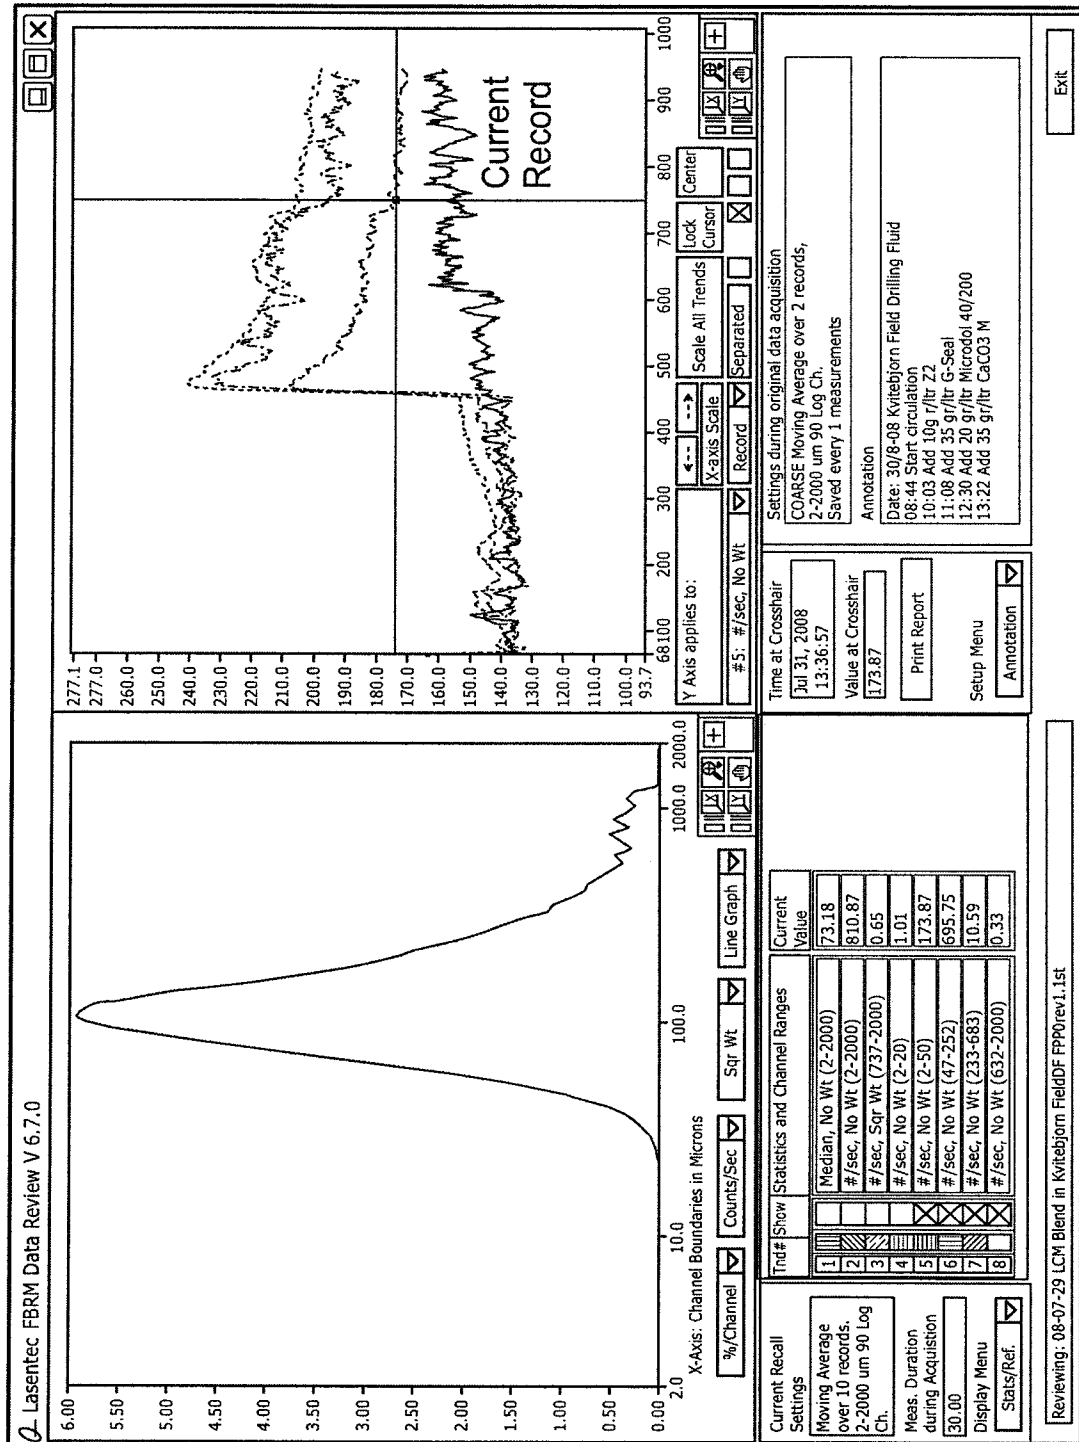 Lasentec FBRM Data Review V 6.7.0
6.00
5.50
5.00
4.50
4.00
3.50
3.00
2.50
2.00
1.50
1.00
0.50
0.00
2.0
10.0
100.0
1000.0
2000.0
X-Axis: Channel Boundaries in Microns
%/Channel
Counts/Sec
Sqr Wt
Line Graph
X
Y
277.1
277.0
260.0
250.0
240.0
230.0
220.0
210.0
200.0
190.0
180.0
170.0
160.0
150.0
140.0
130.0
120.0
110.0
100.0
93.7
68
100
200
300
400
500
600
700
800
900
1000
Current
Record
Y Axis applies to:
#5: #/sec, No Wt
<--- --->
X-axis Scale
Record
Scale All Trends
Separated
Lock
Cursor
Center
X
Y
Current Recall
Settings
Moving Average
over 10 records.
2-2000 um 90 Log
Ch.
Meas. Duration
during Acquistion
30.00
Display Menu
Stats/Ref.
Tnd# Show Statistics and Channel Ranges Current Value
1 Median, No Wt (2-2000) 73.18
2 #/sec, No Wt (2-2000) 810.87
3 #/sec, Sqr Wt (737-2000) 0.65
4 #/sec, No Wt (2-20) 1.01
5 #/sec, No Wt (2-50) 173.87
6 #/sec, No Wt (47-252) 695.75
7 #/sec, No Wt (233-683) 10.59
8 #/sec, No Wt (632-2000) 0.33
Time at Crosshair
Jul 31, 2008
13:36:57
Value at Crosshair
173.87
Print Report
Setup Menu
Annotation
Settings during original data acquisition
COARSE Moving Average over 2 records,
2-2000 um 90 Log Ch.
Saved every 1 measurements
Annotation
Date: 30/8-08 Kvitebjorn Field Drilling Fluid
08:44 Start circulation
10:03 Add 10g r/ltr Z2
11:08 Add 35 gr/ltr G-Seal
12:30 Add 20 gr/ltr Microdol 40/200
13:22 Add 35 gr/ltr CaCO3 M
Reviewing: 08-07-29 LCM Blend in Kvitebjorn FieldDF FPP0rev1.1st
Exit